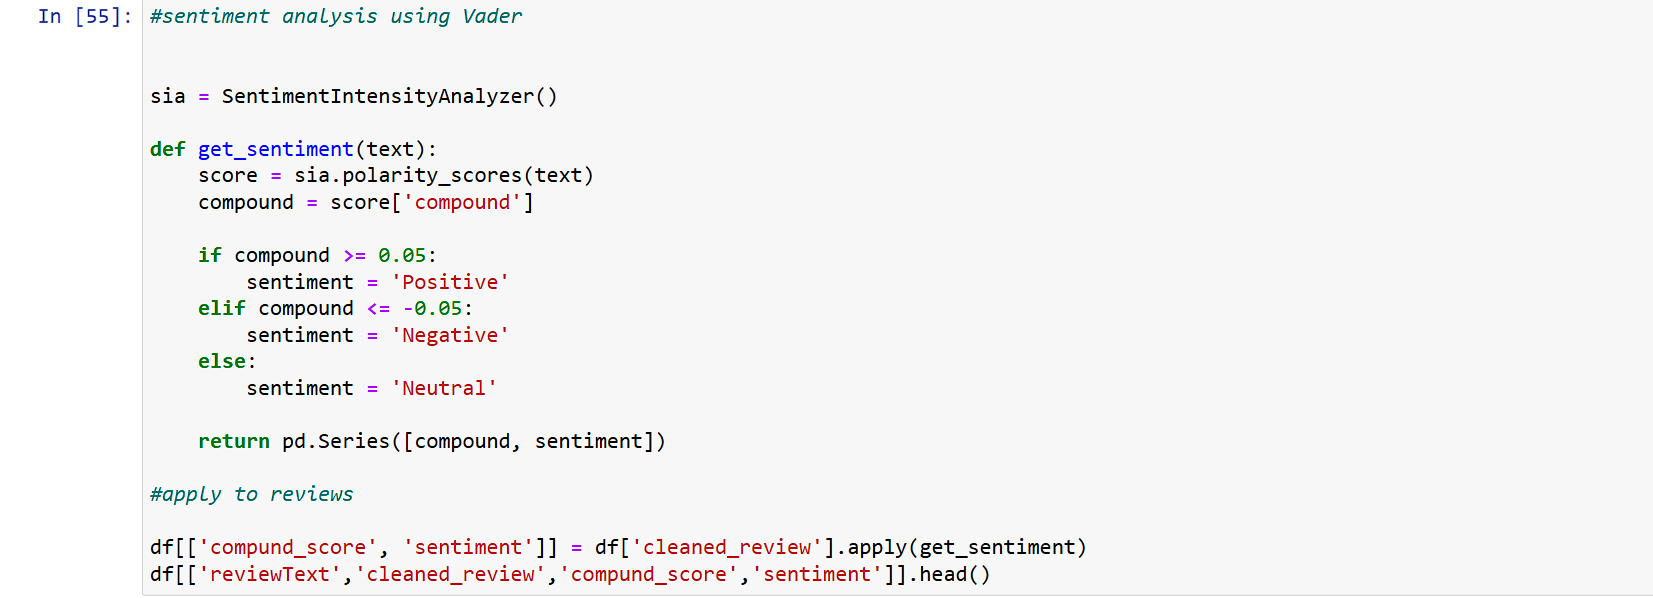 In [55]: #sentiment analysis using Vader
sia = SentimentIntensityAnalyzer()
def get_sentiment(text):
    score = sia.polarity_scores(text)
    compound = score['compound']
    if compound >= 0.05:
        sentiment = 'Positive'
    elif compound <= -0.05:
        sentiment = 'Negative'
    else:
        sentiment = 'Neutral'
    return pd.Series([compound, sentiment])
#apply to reviews
df[['compund_score', 'sentiment']] = df['cleaned_review'].apply(get_sentiment)
df[['reviewText','cleaned_review','compund_score','sentiment']].head()